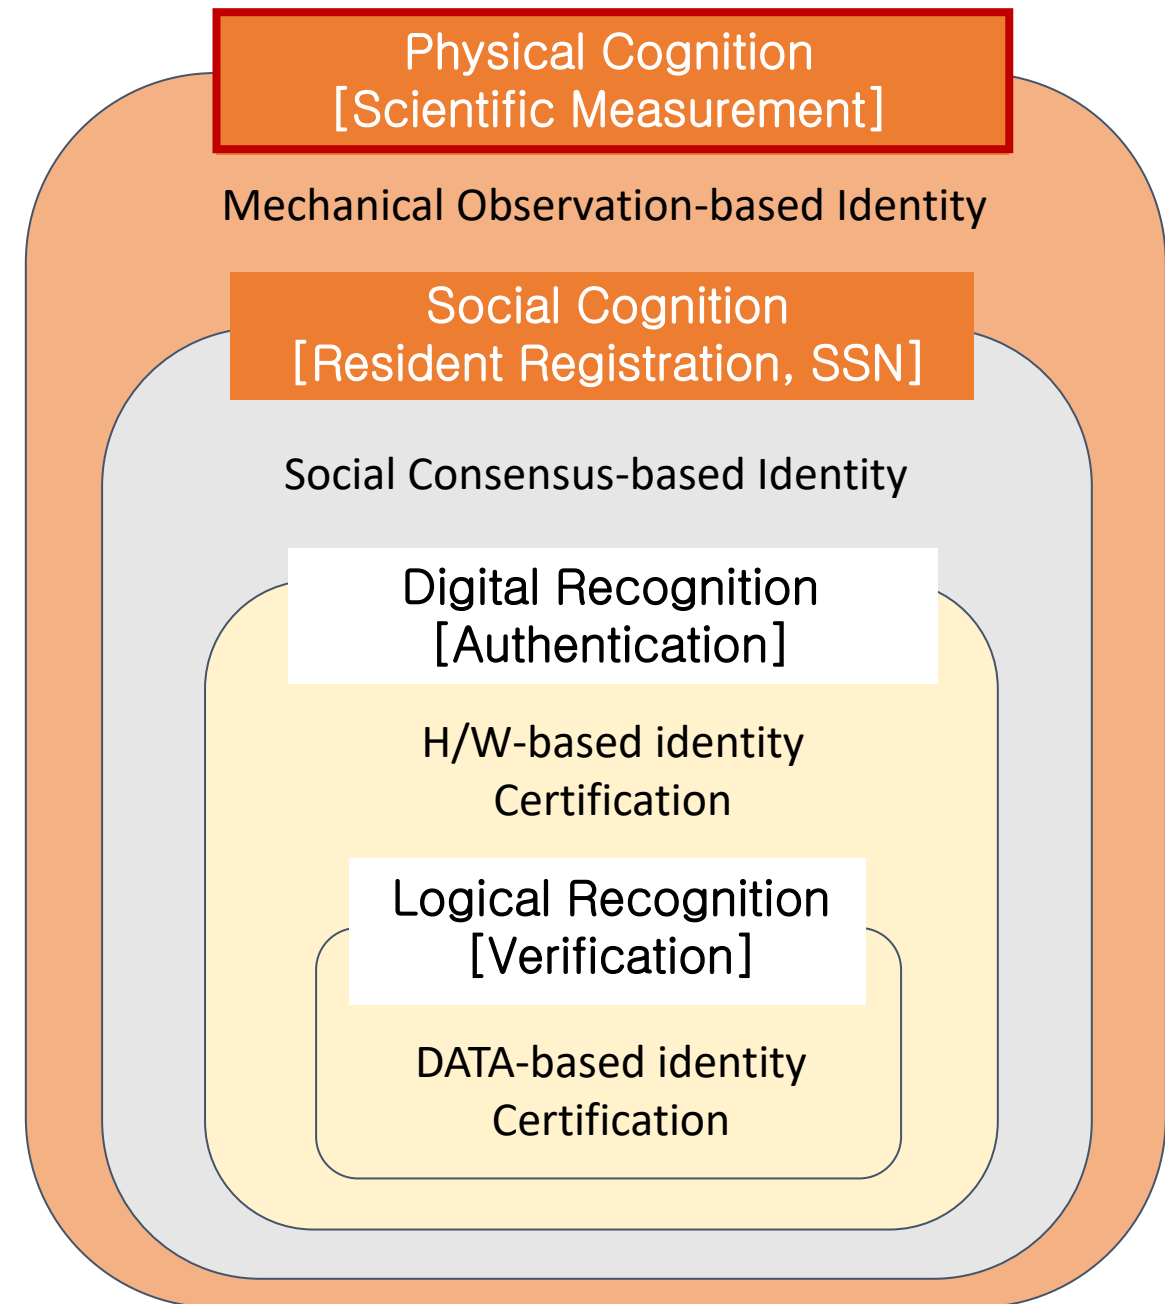 Physical Cognition
[Scientific Measurement]
Mechanical Observation-based Identity
Social Cognition
[Resident Registration, SSN]
Social Consensus-based Identity
Digital Recognition
[Authentication]
H/W-based identity
Certification
Logical Recognition
[Verification]
DATA-based identity
Certification